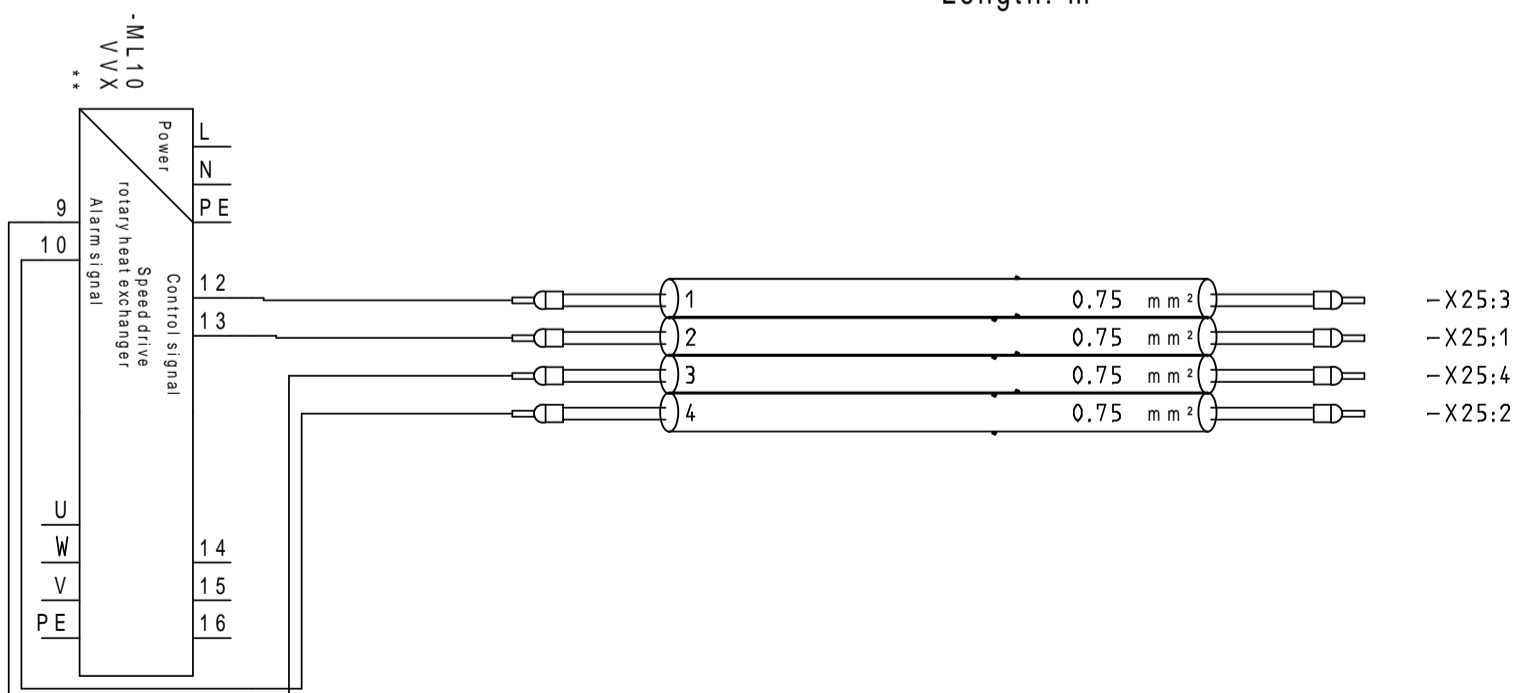 Length: m
-ML10
VVX
**
Power
L
N
PE
9
10
Alarm signal
rotary heat exchanger
Speed drive
Control signal
12
13
1 0.75 mm² -X25:3
2 0.75 mm² -X25:1
3 0.75 mm² -X25:4
4 0.75 mm² -X25:2
U
W
V
PE
14
15
16